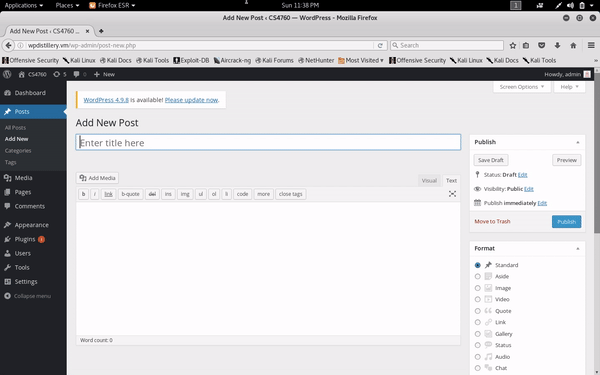 Applications Places Firefox ESR Sun 11:38 PM 1
Add New Post ‹ CS4760 — WordPress - Mozilla Firefox
Add New Post ‹ CS4760 ...
wpdistillery.vm/wp-admin/post-new.php Search
Offensive Security Kali Linux Kali Docs Kali Tools Exploit-DB Aircrack-ng Kali Forums NetHunter Most Visited Offensive Security Kali Linux Kali Docs Kali Tools
CS4760 5 0 New Howdy, admin
Screen Options Help
Dashboard
Posts
All Posts
Add New
Categories
Tags
Media
Pages
Comments
Appearance
Plugins 1
Users
Tools
Settings
Collapse menu
WordPress 4.9.8 is available! Please update now.
Add New Post
Enter title here
Add Media Visual Text
b i link b-quote del ins img ul ol li code more close tags
Word count: 0
Publish
Save Draft Preview
Status: Draft Edit
Visibility: Public Edit
Publish immediately Edit
Move to Trash Publish
Format
Standard
Aside
Image
Video
Quote
Link
Gallery
Status
Audio
Chat